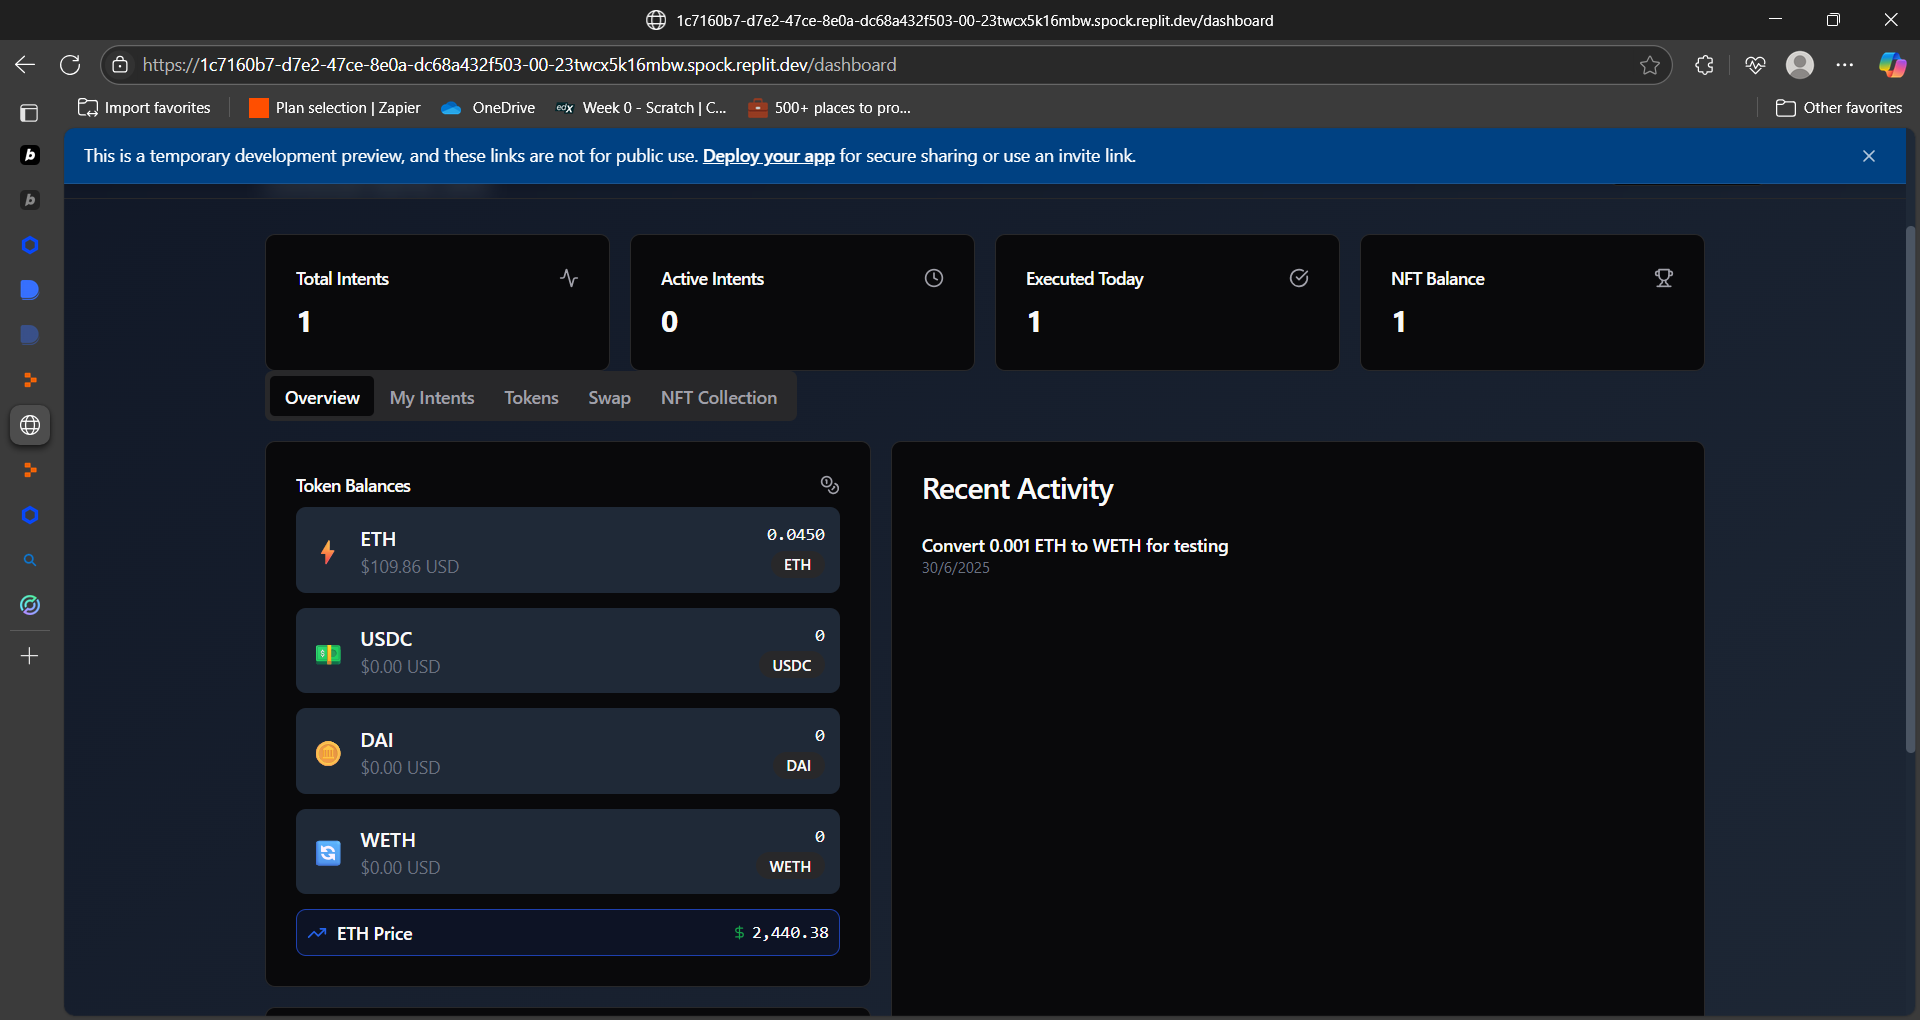 1c7160b7-d7e2-47ce-8e0a-dc68a432f503-00-23twcx5k16mbw.spock.replit.dev/dashboard
https://1c7160b7-d7e2-47ce-8e0a-dc68a432f503-00-23twcx5k16mbw.spock.replit.dev/dashboard
Import favorites
Plan selection | Zapier
OneDrive
edX
Week 0 - Scratch | C...
500+ places to pro...
Other favorites
This is a temporary development preview, and these links are not for public use. Deploy your app for secure sharing or use an invite link.
Total Intents
1
Active Intents
0
Executed Today
1
NFT Balance
1
Overview
My Intents
Tokens
Swap
NFT Collection
Token Balances
ETH
$109.86 USD
0.0450
ETH
USDC
$0.00 USD
0
USDC
DAI
$0.00 USD
0
DAI
WETH
$0.00 USD
0
WETH
ETH Price
$ 2,440.38
Recent Activity
Convert 0.001 ETH to WETH for testing
30/6/2025